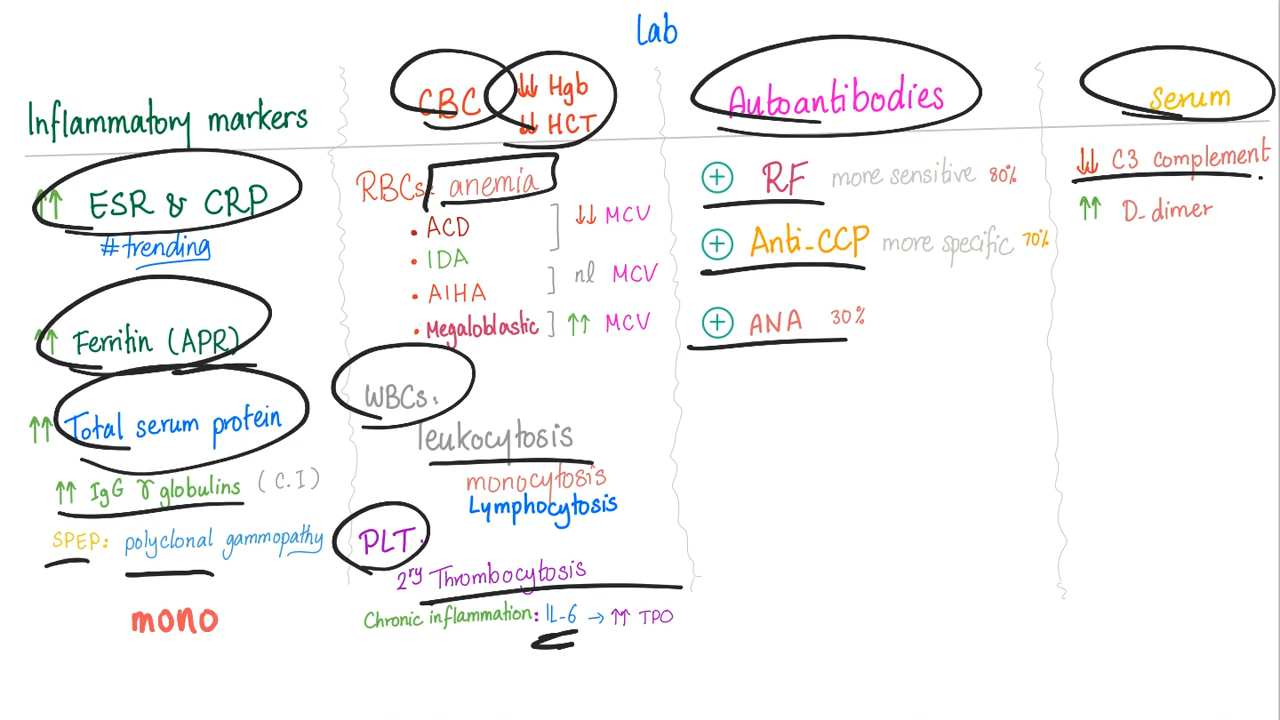 Lab
Inflammatory markers
↑↑ ESR & CRP
#trending
↑↑ Ferritin (APR)
↑↑ Total serum protein
↑↑ IgG γ globulins (C.I)
SPEP: polyclonal gammopathy
mono
CBC ↓↓ Hgb
↓↓ HCT
RBCs: anemia
• ACD
• IDA
↓↓ MCV
• AIHA
nl MCV
• Megaloblastic ↑↑ MCV
WBCs:
leukocytosis
monocytosis
Lymphocytosis
PLT:
2ry Thrombocytosis
Chronic inflammation: IL-6 → ↑↑ TPO
Autoantibodies
⊕ RF more sensitive 80%
⊕ Anti-CCP more specific 70%
⊕ ANA 30%
Serum
↓↓ C3 complement
↑↑ D-dimer